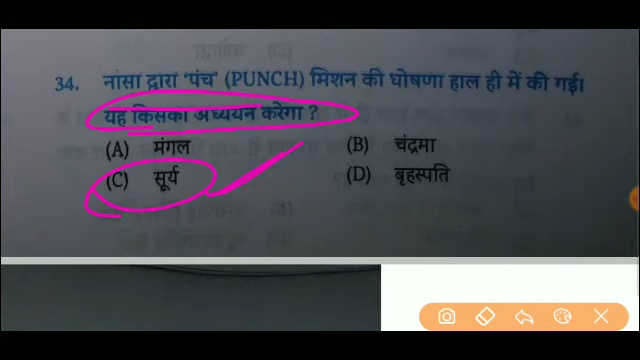 34. नांसा द्वारा 'पंच' (PUNCH) मिशन की घोषणा हाल ही में की गई।
यह किसका अध्ययन करेगा ?
(A) मंगल (B) चंद्रमा
(C) सूर्य (D) बृहस्पति